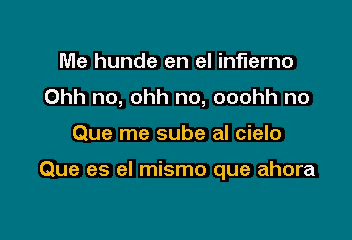 Me hunde en el infierno
Ohh no, ohh no, ooohh no
Que me sube al cielo
Que es el mismo que ahora